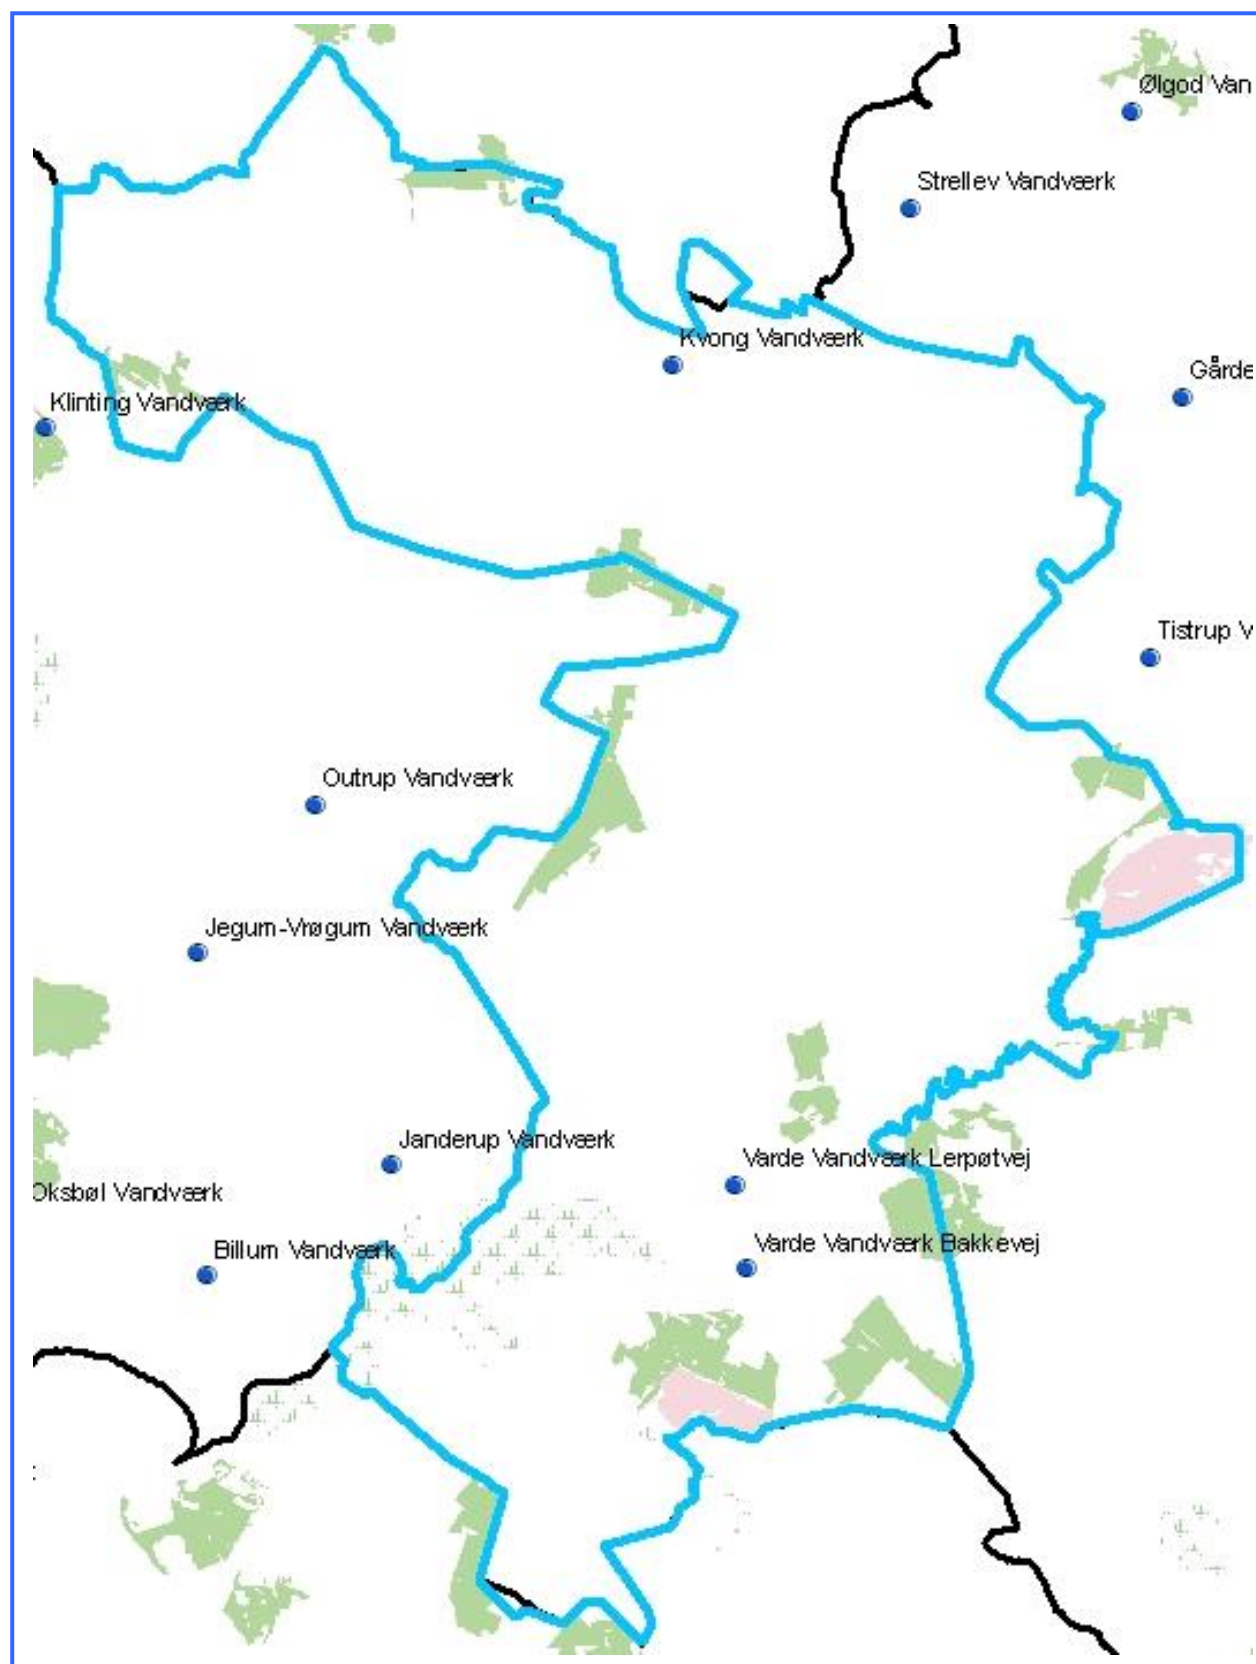 Ølgod Van
Strellev Vandværk
Kvong Vandværk
Gårde
Klinting Vandværk
Tistrup V
Outrup Vandværk
Jegum-Vrøgum Vandværk
Janderup Vandværk
Varde Vandværk Lerpøtvej
Oksbøl Vandværk
Billum Vandværk
Varde Vandværk Bakkevej